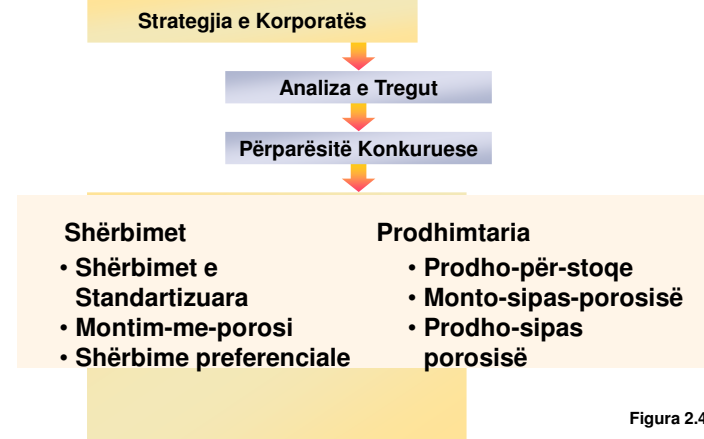 Strategjia e Korporatës
Analiza e Tregut
Përparësitë Konkuruese
Shërbimet
• Shërbimet e
Standartizuara
• Montim-me-porosi
• Shërbime preferenciale
Prodhimtaria
• Prodho-për-stoqe
• Monto-sipas-porosisë
• Prodho-sipas
porosisë
Figura 2.4